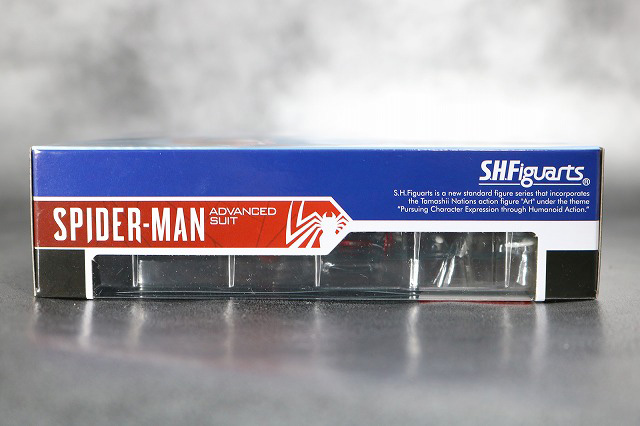 S.H.Figuarts®
S.H.Figuarts is a new standard figure series that incorporates
the Tamashii Nations action figure "Art" under the theme
"Pursuing Character Expression through Humanoid Action."
SPIDER-MAN
ADVANCED
SUIT